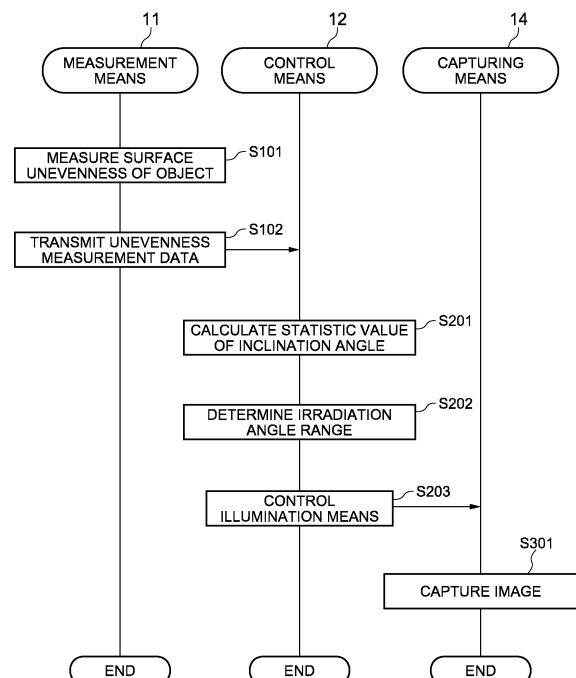 11
12
14
MEASUREMENT
MEANS
CONTROL
MEANS
CAPTURING
MEANS
S101
MEASURE SURFACE
UNEVENNESS OF OBJECT
S102
TRANSMIT UNEVENNESS
MEASUREMENT DATA
S201
CALCULATE STATISTIC VALUE
OF INCLINATION ANGLE
S202
DETERMINE IRRADIATION
ANGLE RANGE
S203
CONTROL
ILLUMINATION MEANS
S301
CAPTURE IMAGE
END
END
END